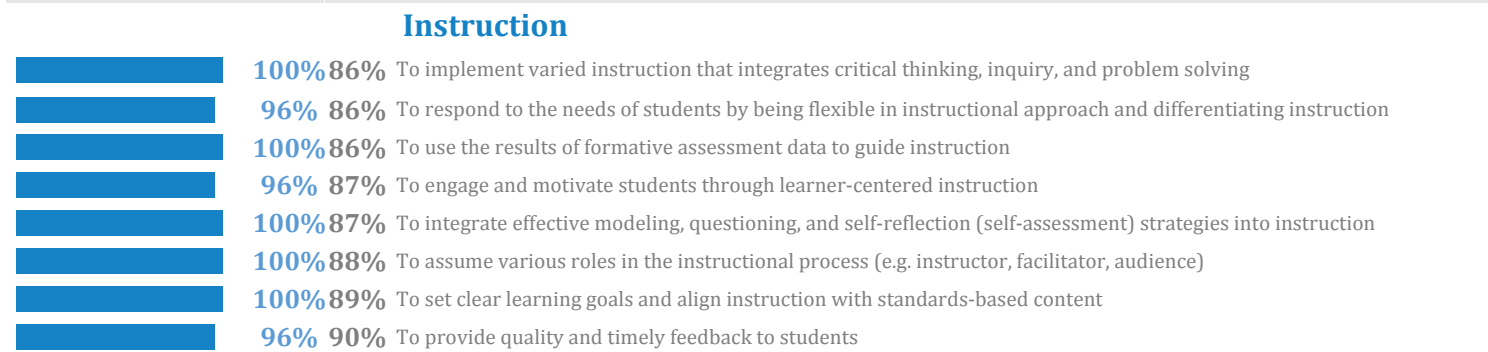 Instruction
100% 86% To implement varied instruction that integrates critical thinking, inquiry, and problem solving
96% 86% To respond to the needs of students by being flexible in instructional approach and differentiating instruction
100% 86% To use the results of formative assessment data to guide instruction
96% 87% To engage and motivate students through learner-centered instruction
100% 87% To integrate effective modeling, questioning, and self-reflection (self-assessment) strategies into instruction
100% 88% To assume various roles in the instructional process (e.g. instructor, facilitator, audience)
100% 89% To set clear learning goals and align instruction with standards-based content
96% 90% To provide quality and timely feedback to students